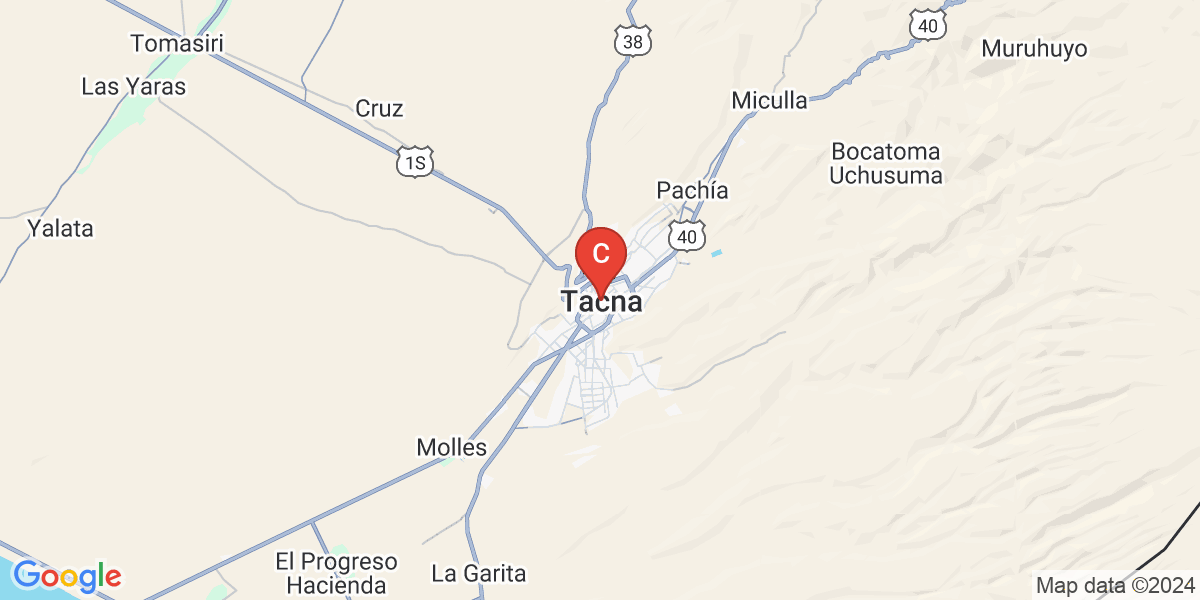 40
38
Tomasiri
Muruhuyo
Las Yaras
Miculla
Cruz
1S
Bocatoma
Uchusuma
Pachía
Yalata
40
C
Tacna
Molles
El Progreso
Hacienda
La Garita
Google
Map data ©2024